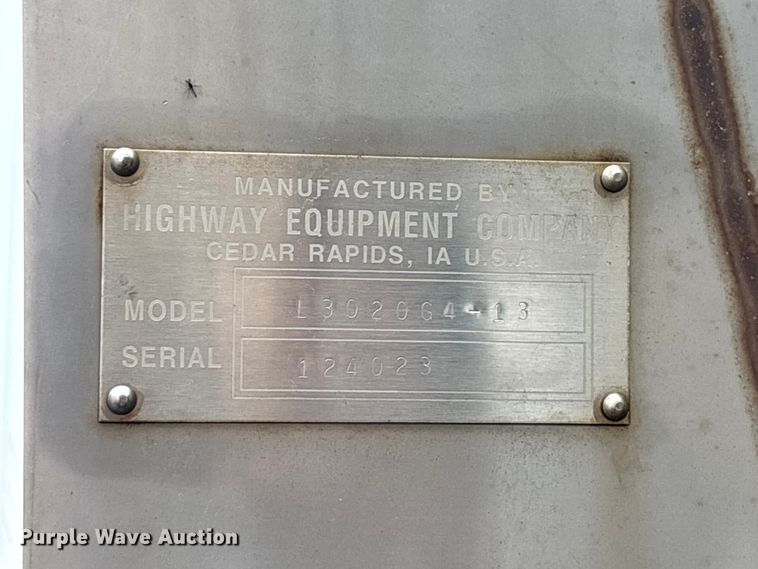 MANUFACTURED BY
HIGHWAY EQUIPMENT COMPANY
CEDAR RAPIDS, IA U.S.A.
MODEL L3020G4-13
SERIAL 124023
Purple Wave Auction